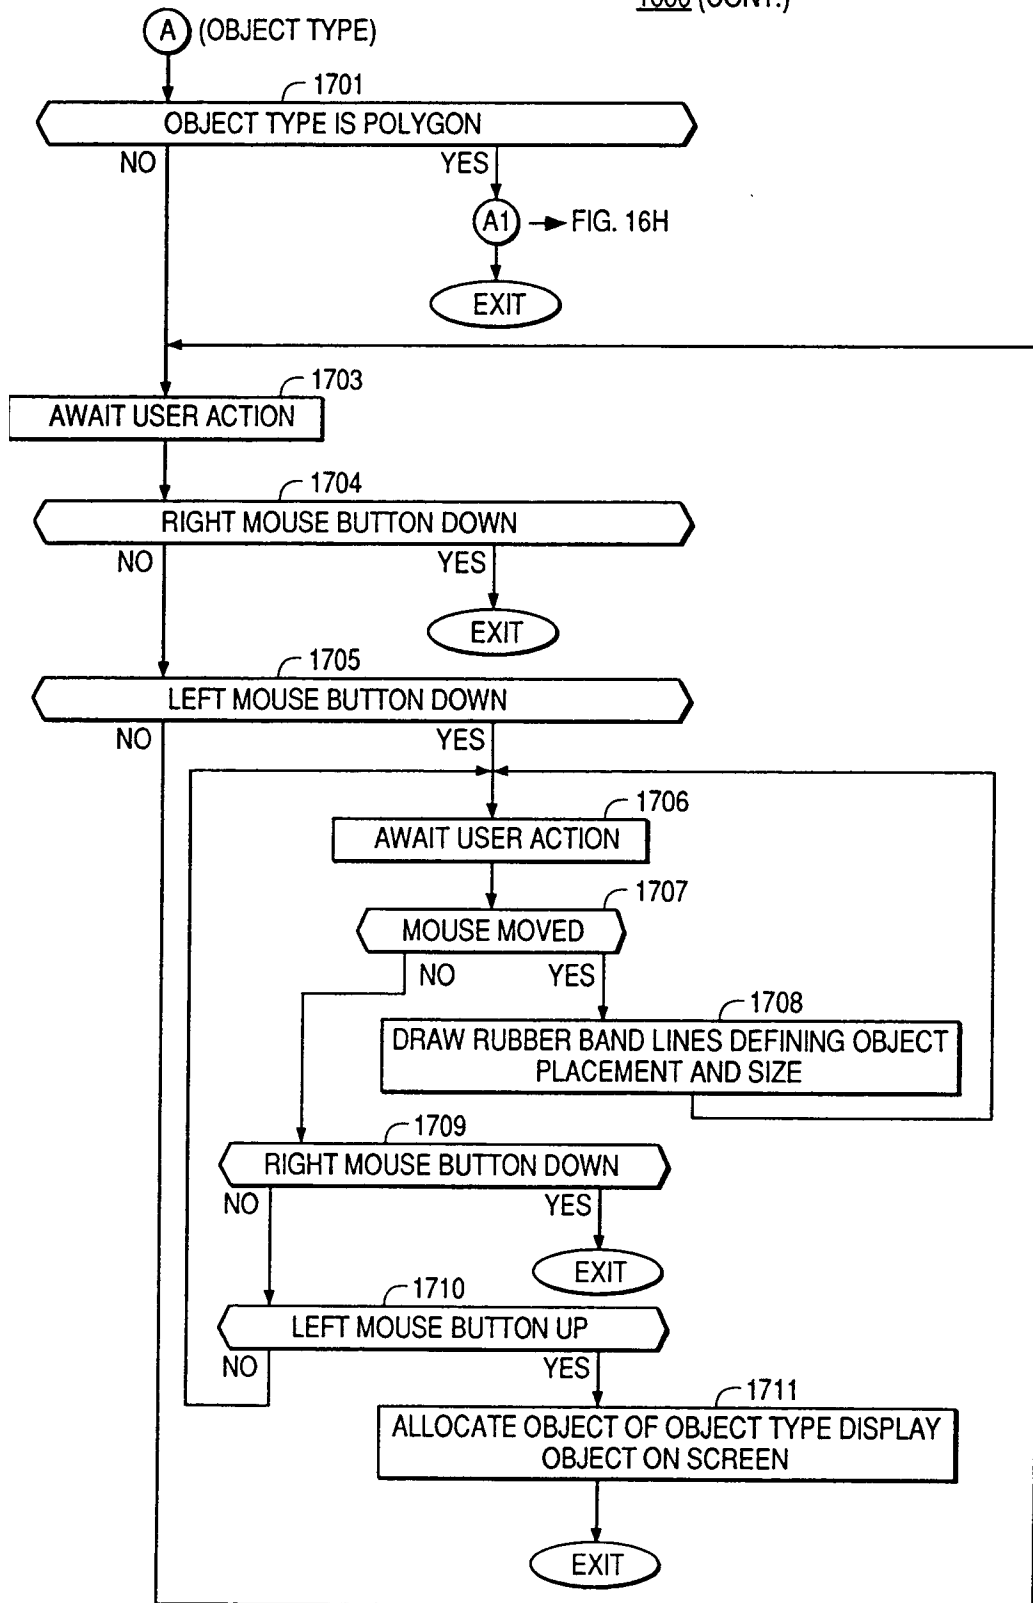 (CONT.)
A (OBJECT TYPE)
1701
OBJECT TYPE IS POLYGON
NO YES
A1 FIG. 16H
EXIT
1703
AWAIT USER ACTION
1704
RIGHT MOUSE BUTTON DOWN
NO YES
EXIT
1705
LEFT MOUSE BUTTON DOWN
NO YES
1706
AWAIT USER ACTION
1707
MOUSE MOVED
NO YES
1708
DRAW RUBBER BAND LINES DEFINING OBJECT
PLACEMENT AND SIZE
1709
RIGHT MOUSE BUTTON DOWN
NO YES
EXIT
1710
LEFT MOUSE BUTTON UP
NO YES
1711
ALLOCATE OBJECT OF OBJECT TYPE DISPLAY
OBJECT ON SCREEN
EXIT